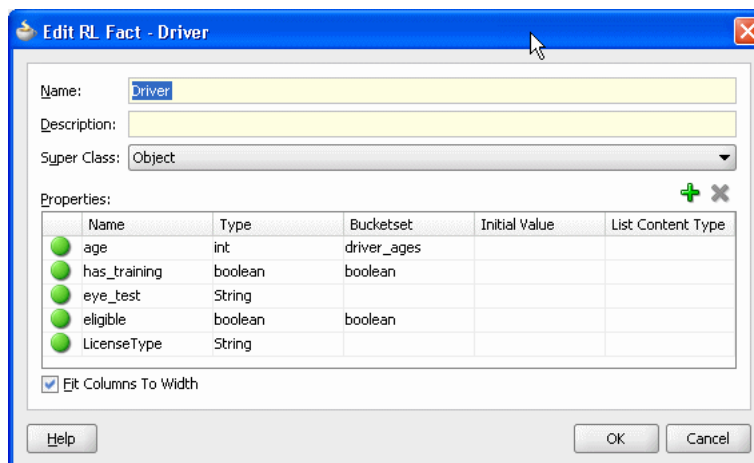 Edit RL Fact - Driver
Name: Driver
Description:
Super Class: Object
Properties:
Name Type Bucketset Initial Value List Content Type
age int driver_ages
has_training boolean boolean
eye_test String
eligible boolean boolean
LicenseType String
Fit Columns To Width
Help OK Cancel